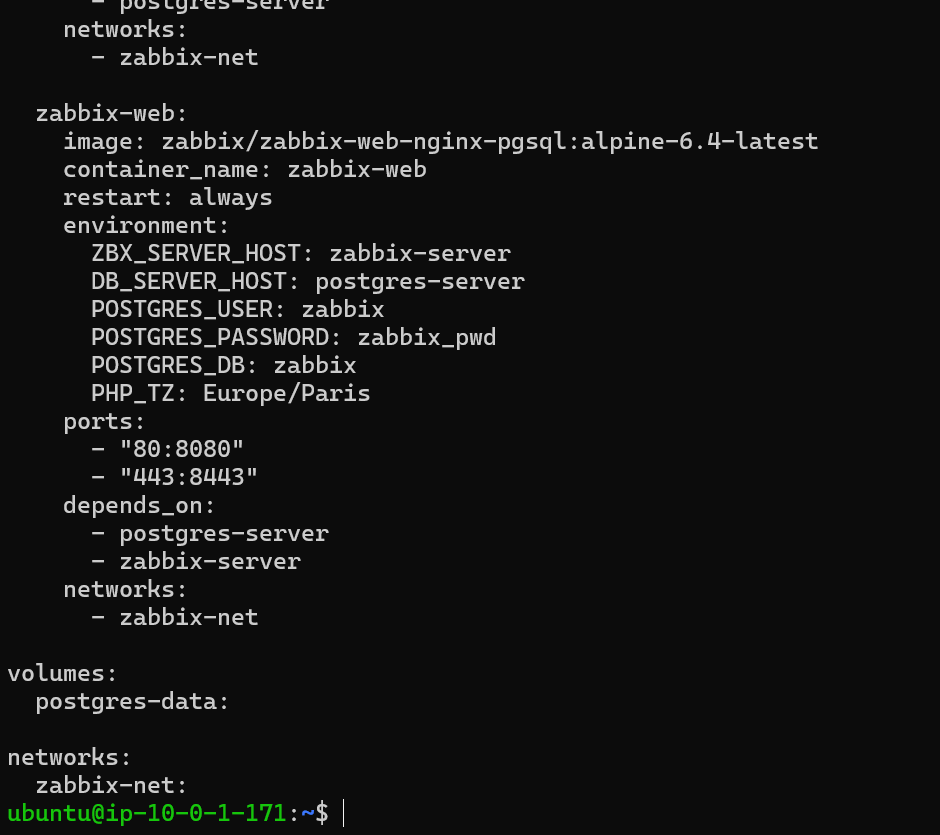 - postgres-server
networks:
- zabbix-net
zabbix-web:
image: zabbix/zabbix-web-nginx-pgsql:alpine-6.4-latest
container_name: zabbix-web
restart: always
environment:
ZBX_SERVER_HOST: zabbix-server
DB_SERVER_HOST: postgres-server
POSTGRES_USER: zabbix
POSTGRES_PASSWORD: zabbix_pwd
POSTGRES_DB: zabbix
PHP_TZ: Europe/Paris
ports:
- "80:8080"
- "443:8443"
depends_on:
- postgres-server
- zabbix-server
networks:
- zabbix-net
volumes:
postgres-data:
networks:
zabbix-net:
ubuntu@ip-10-0-1-171:~$